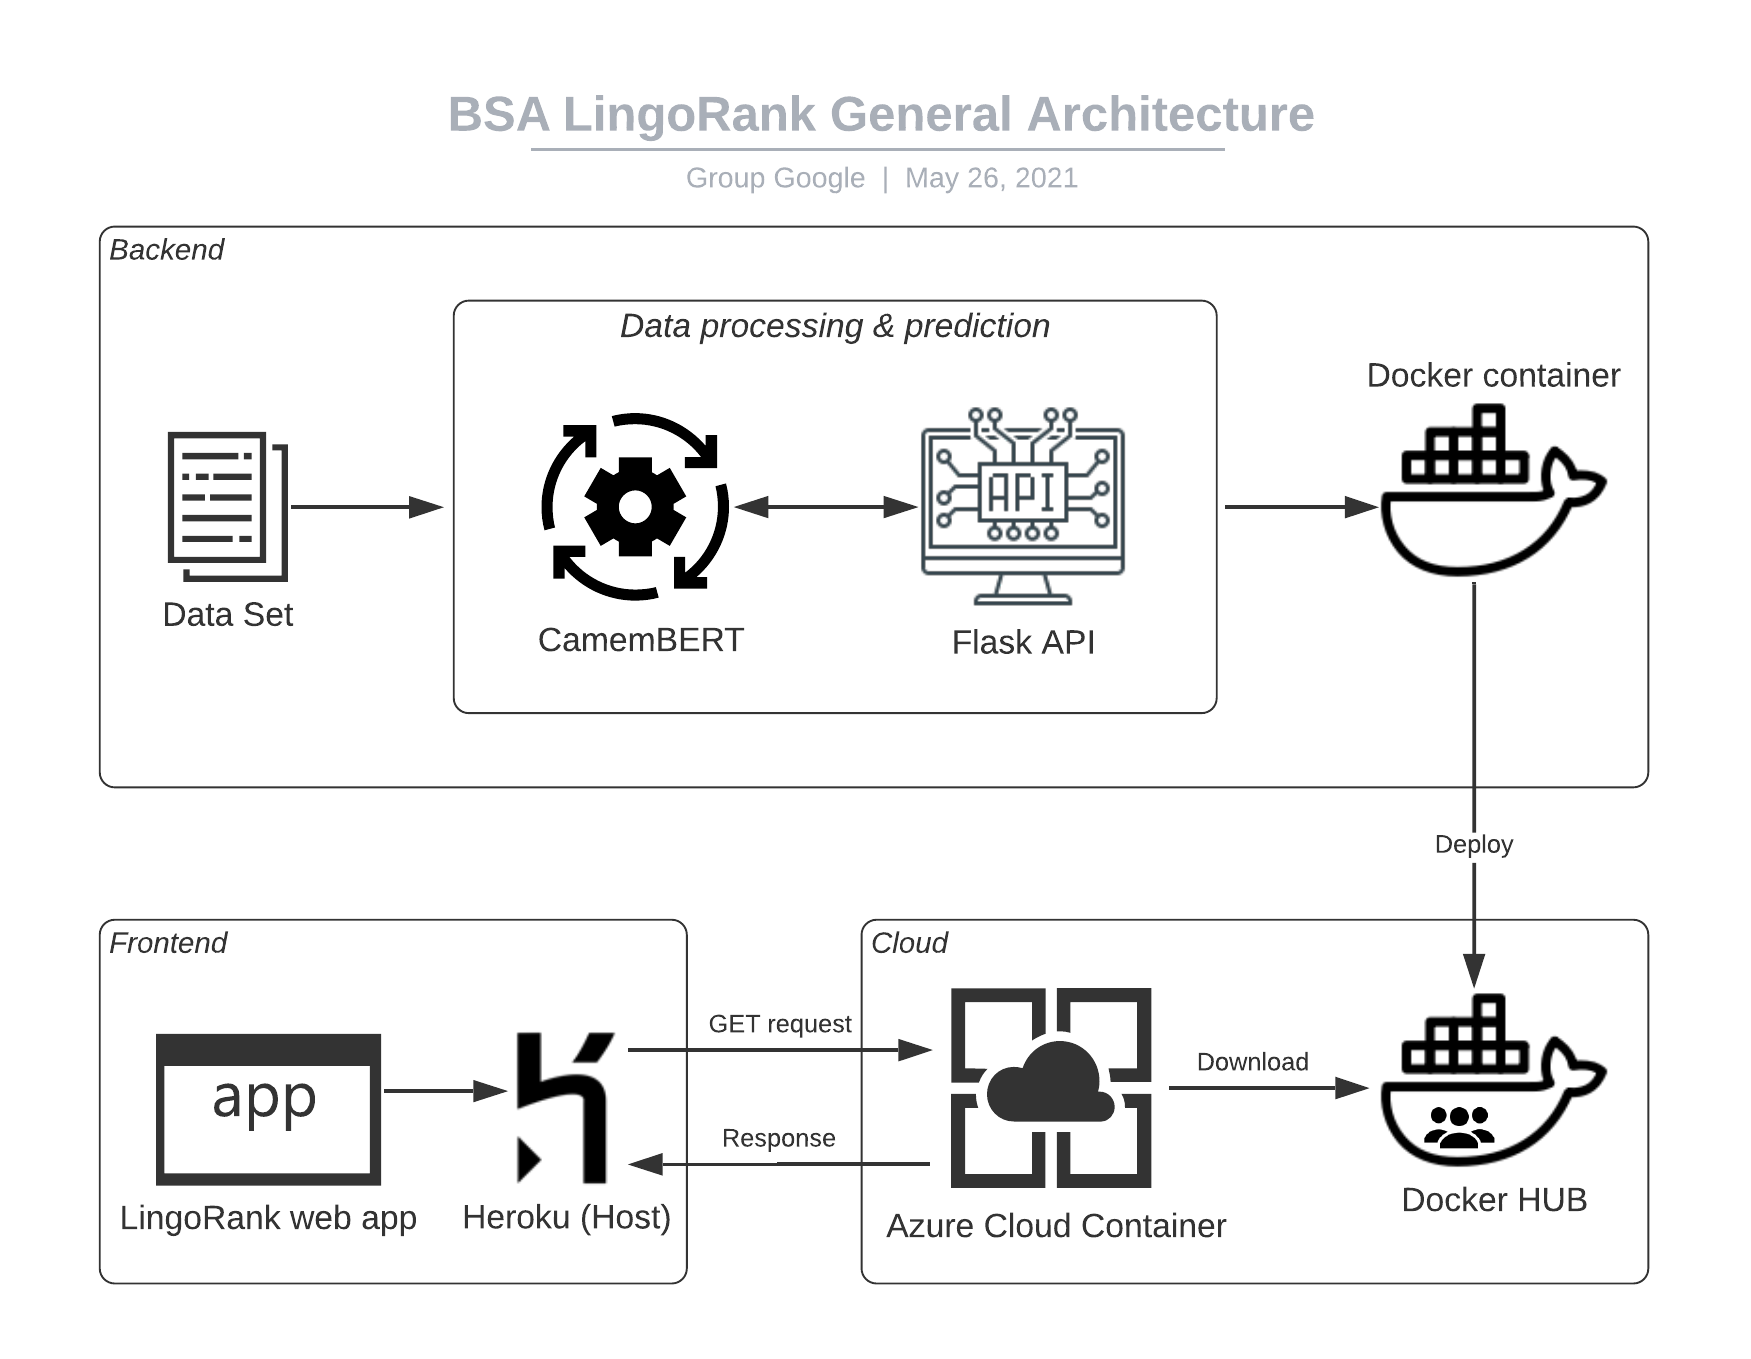 BSA LingoRank General Architecture
Group Google | May 26, 2021
Backend
Data processing & prediction
Docker container
API
Data Set
CamemBERT
Flask API
Deploy
Frontend
Cloud
GET request
Download
app
Response
LingoRank web app
Heroku (Host)
Azure Cloud Container
Docker HUB